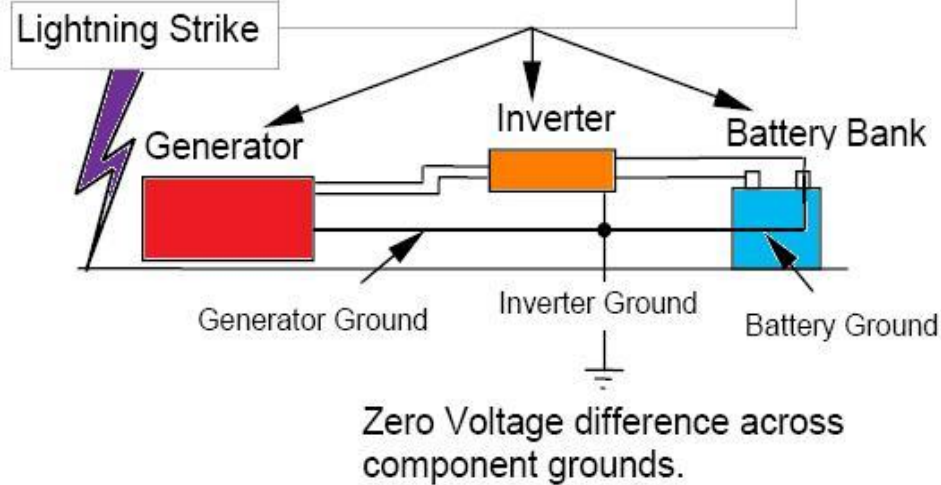 Lightning Strike
Inverter
Battery Bank
Generator
Generator Ground
Inverter Ground
Battery Ground
Zero Voltage difference across
component grounds.